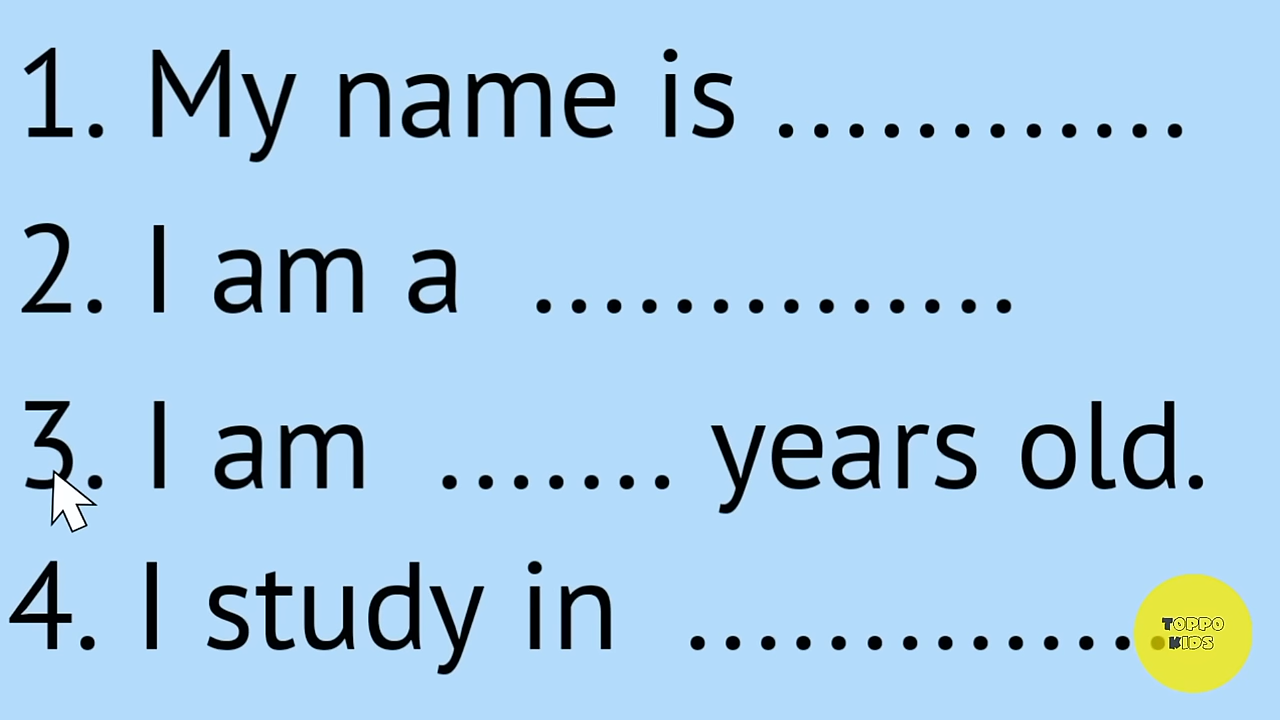 1. My name is ............
2. I am a ..............
3. I am ....... years old.
4. I study in ..............
TOPPO
KIDS